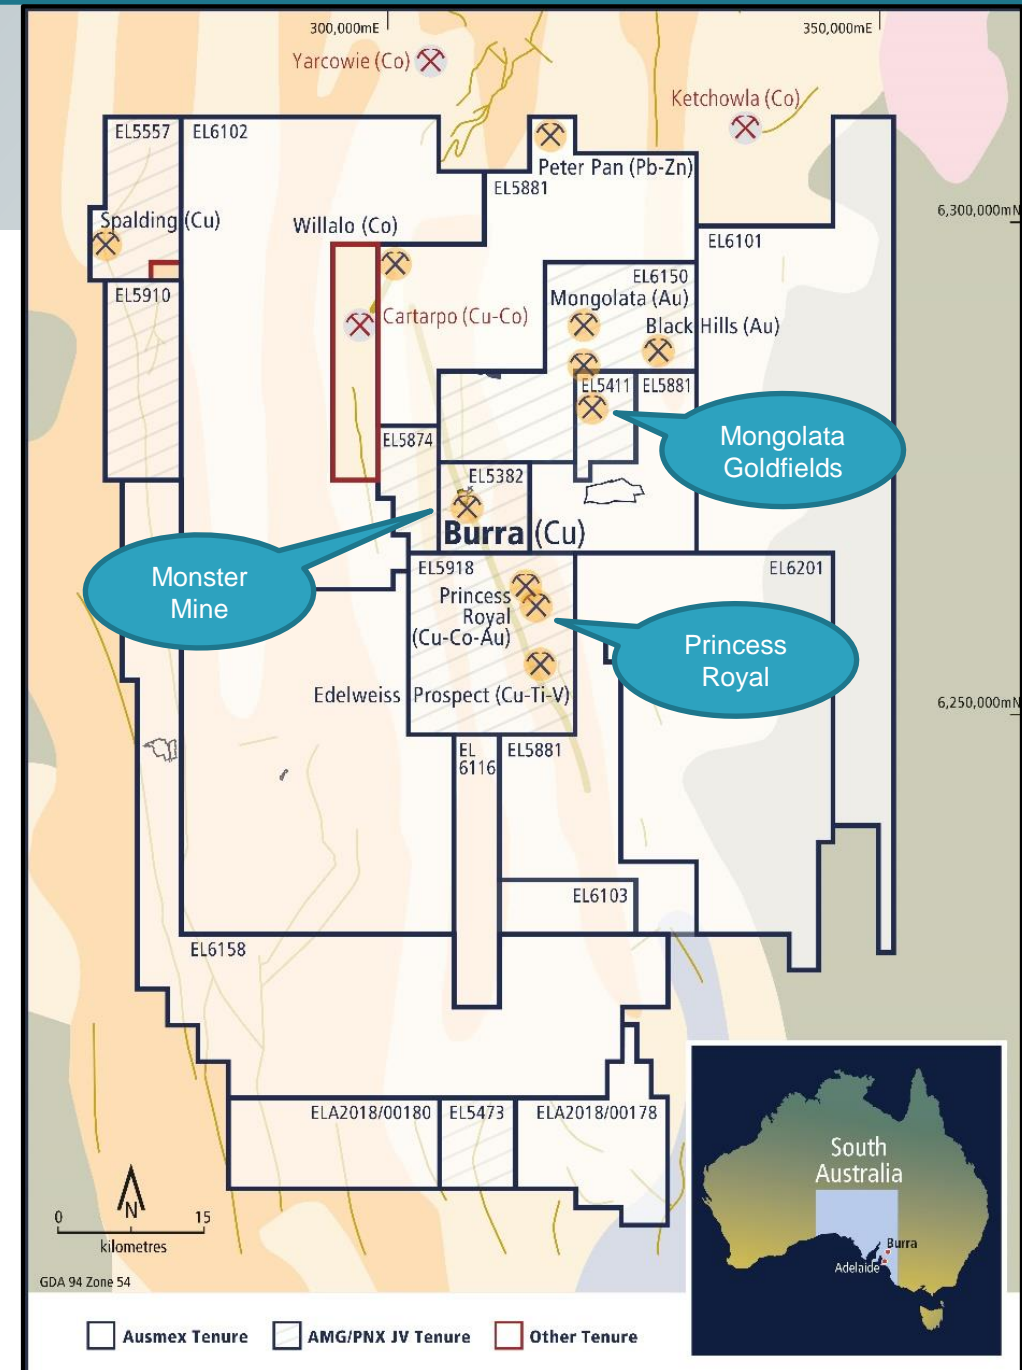 300,000mE
350,000mE
Yarcowie (Co)
Ketchowla (Co)
EL5557
EL6102
Peter Pan (Pb-Zn)
EL5881
Spalding (Cu)
Willalo (Co)
6,300,000mN
EL6101
EL6150
EL5910
Mongolata (Au)
Cartarpo (Cu-Co)
Black Hills (Au)
EL5411
EL5881
Mongolata
Goldfields
EL5874
EL5382
Burra (Cu)
Monster
Mine
EL5918
EL6201
Princess
Royal
(Cu-Co-Au)
Princess
Royal
Edelweiss Prospect (Cu-Ti-V)
6,250,000mN
EL
6116
EL5881
EL6103
EL6158
ELA2018/00180
EL5473
ELA2018/00178
South
Australia
Burra
Adelaide
N
0
15
kilometres
GDA 94 Zone 54
Ausmex Tenure
AMG/PNX JV Tenure
Other Tenure